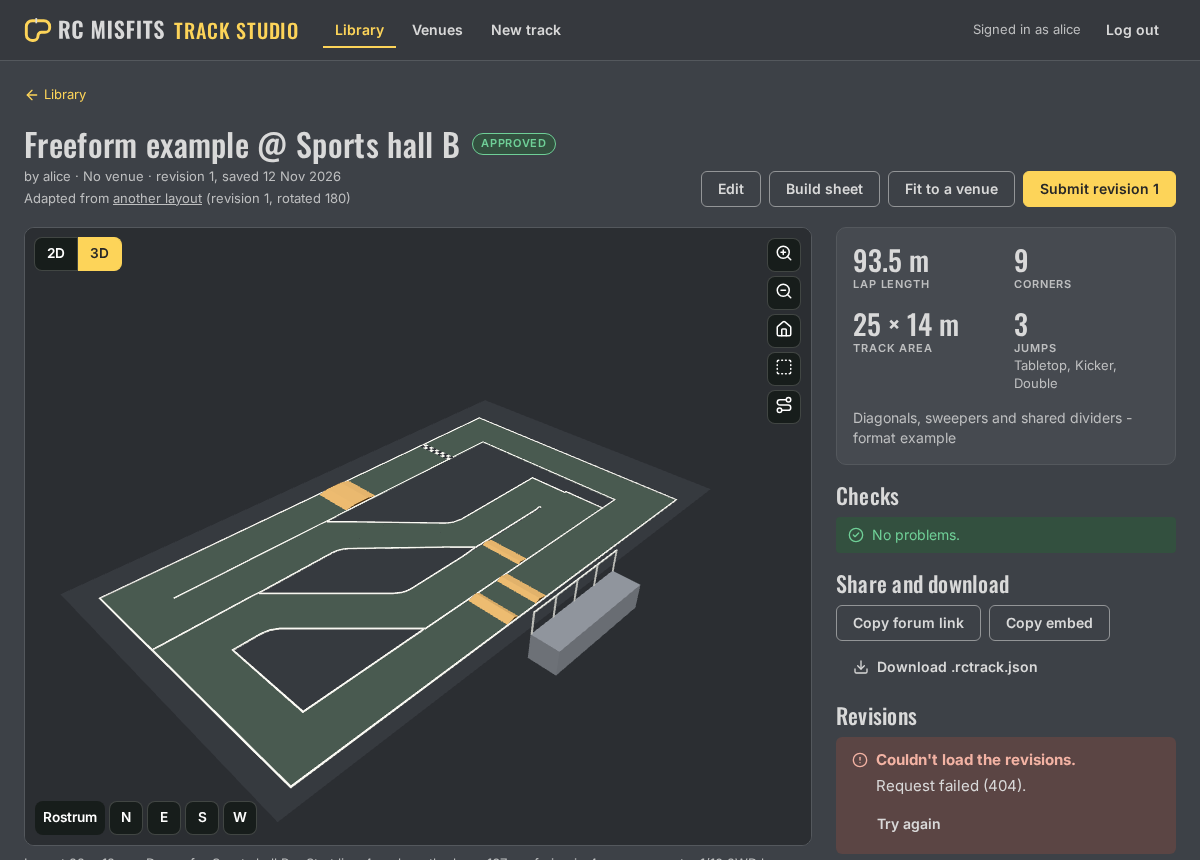 RC MISFITS TRACK STUDIO Library Venues New track Signed in as alice Log out
Library
Freeform example @ Sports hall B APPROVED
by alice · No venue · revision 1, saved 12 Nov 2026
Adapted from another layout (revision 1, rotated 180)
Edit Build sheet Fit to a venue Submit revision 1
2D 3D
Rostrum N E S W
93.5 m
LAP LENGTH
9
CORNERS
25 × 14 m
TRACK AREA
3
JUMPS
Tabletop, Kicker,
Double
Diagonals, sweepers and shared dividers -
format example
Checks
No problems.
Share and download
Copy forum link Copy embed
Download .rctrack.json
Revisions
Couldn't load the revisions.
Request failed (404).
Try again